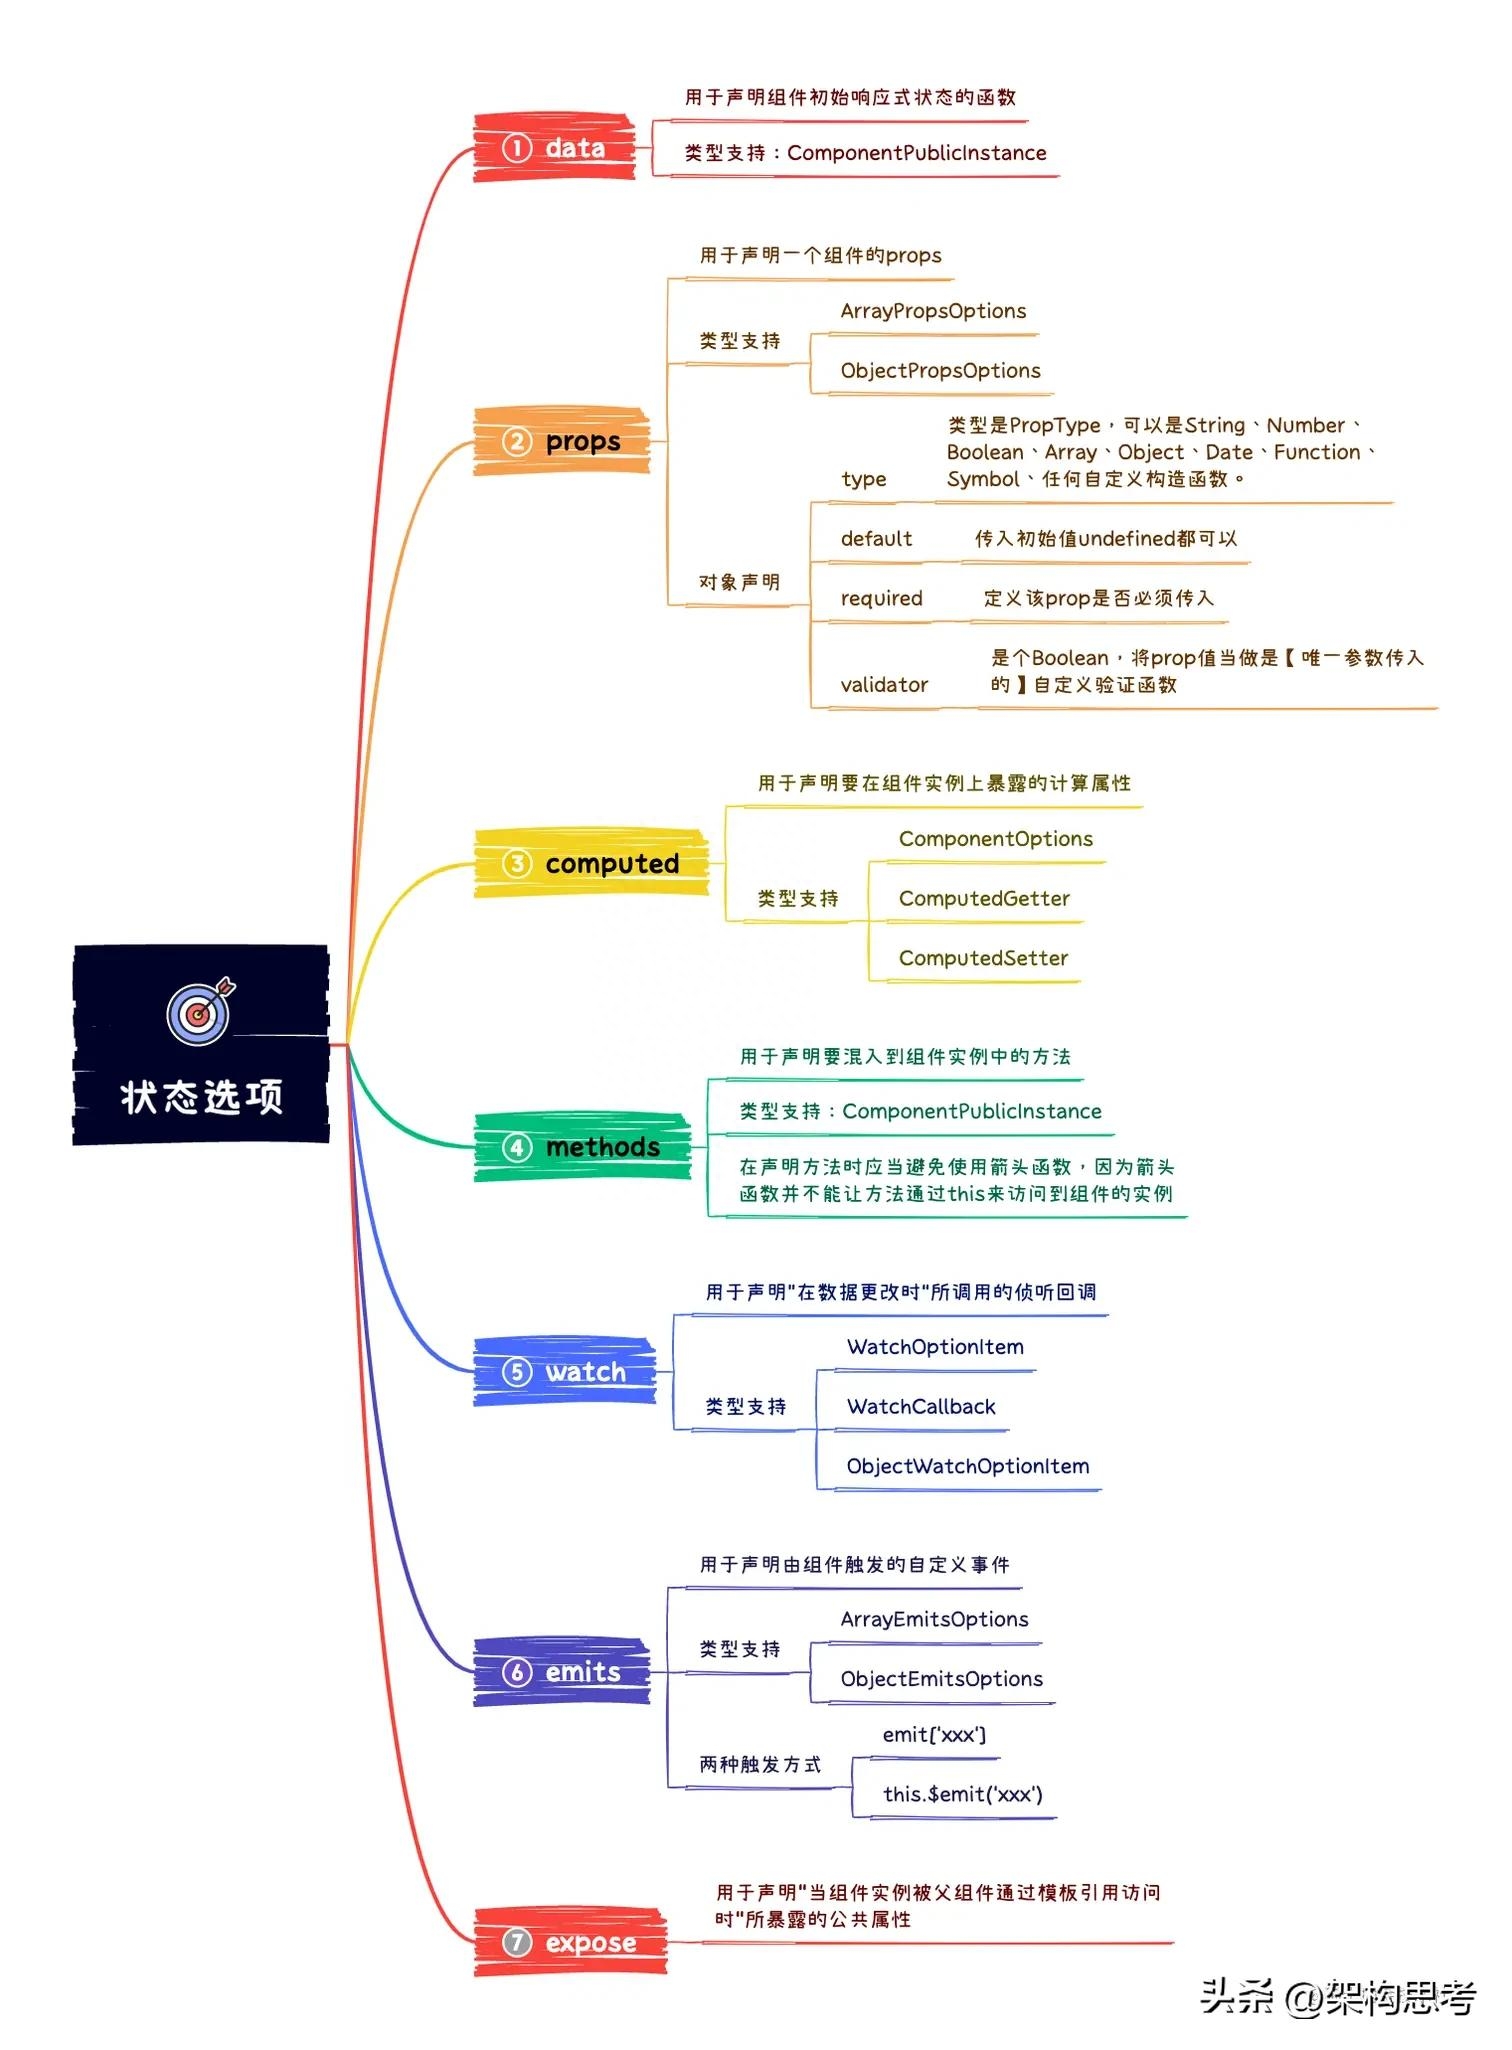 状态选项
① data
用于声明组件初始响应式状态的函数
类型支持：ComponentPublicInstance
② props
用于声明一个组件的props
类型支持
ArrayPropsOptions
ObjectPropsOptions
对象声明
type
类型是PropType，可以是String、Number、
Boolean、Array、Object、Date、Function、
Symbol、任何自定义构造函数。
default
传入初始值undefined都可以
required
定义该prop是否必须传入
validator
是个Boolean，将prop值当做是【唯一参数传入
的】自定义验证函数
③ computed
用于声明要在组件实例上暴露的计算属性
类型支持
ComponentOptions
ComputedGetter
ComputedSetter
④ methods
用于声明要混入到组件实例中的方法
类型支持：ComponentPublicInstance
在声明方法时应当避免使用箭头函数，因为箭头
函数并不能让方法通过this来访问到组件的实例
⑤ watch
用于声明"在数据更改时"所调用的侦听回调
类型支持
WatchOptionItem
WatchCallback
ObjectWatchOptionItem
⑥ emits
用于声明由组件触发的自定义事件
类型支持
ArrayEmitsOptions
ObjectEmitsOptions
两种触发方式
emit['xxx']
this.$emit('xxx')
⑦ expose
用于声明"当组件实例被父组件通过模板引用访问
时"所暴露的公共属性
头条 @架构思考